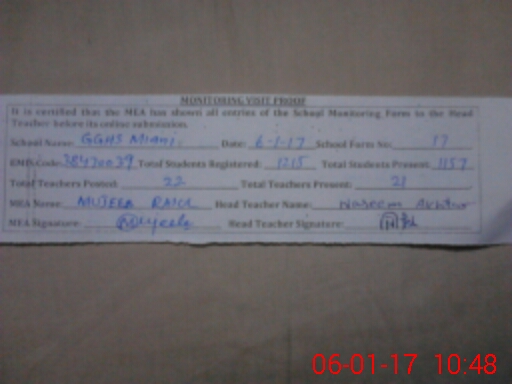 MONITORING VISIT PROOF
It is certified that the MEA has shown all entries of the School Monitoring Form to the Head
Teacher before its online submission.
School Name: GGHS Miani. Date: 6-1-17 School Form No: 17
EMIS Code: 38470039 Total Students Registered: 1215 Total Students Present: 1157
Total Teachers Posted: 22 Total Teachers Present: 21
MEA Name: MUJEEB Head Teacher Name: Naseem Akhtar
MEA Signature: Mujeeb Head Teacher Signature:
06-01-17 10:48